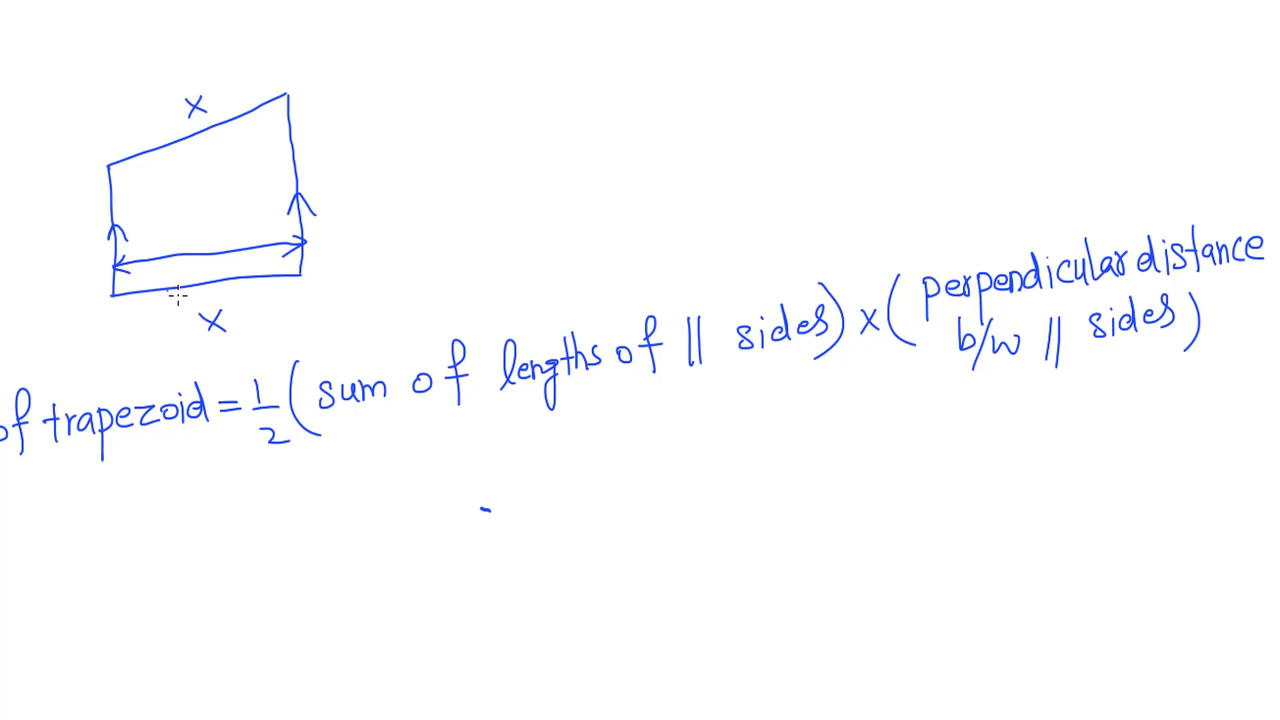 x
x
of trapezoid = 1/2 (sum of lengths of || sides) x (perpendicular distance
b/w || sides)